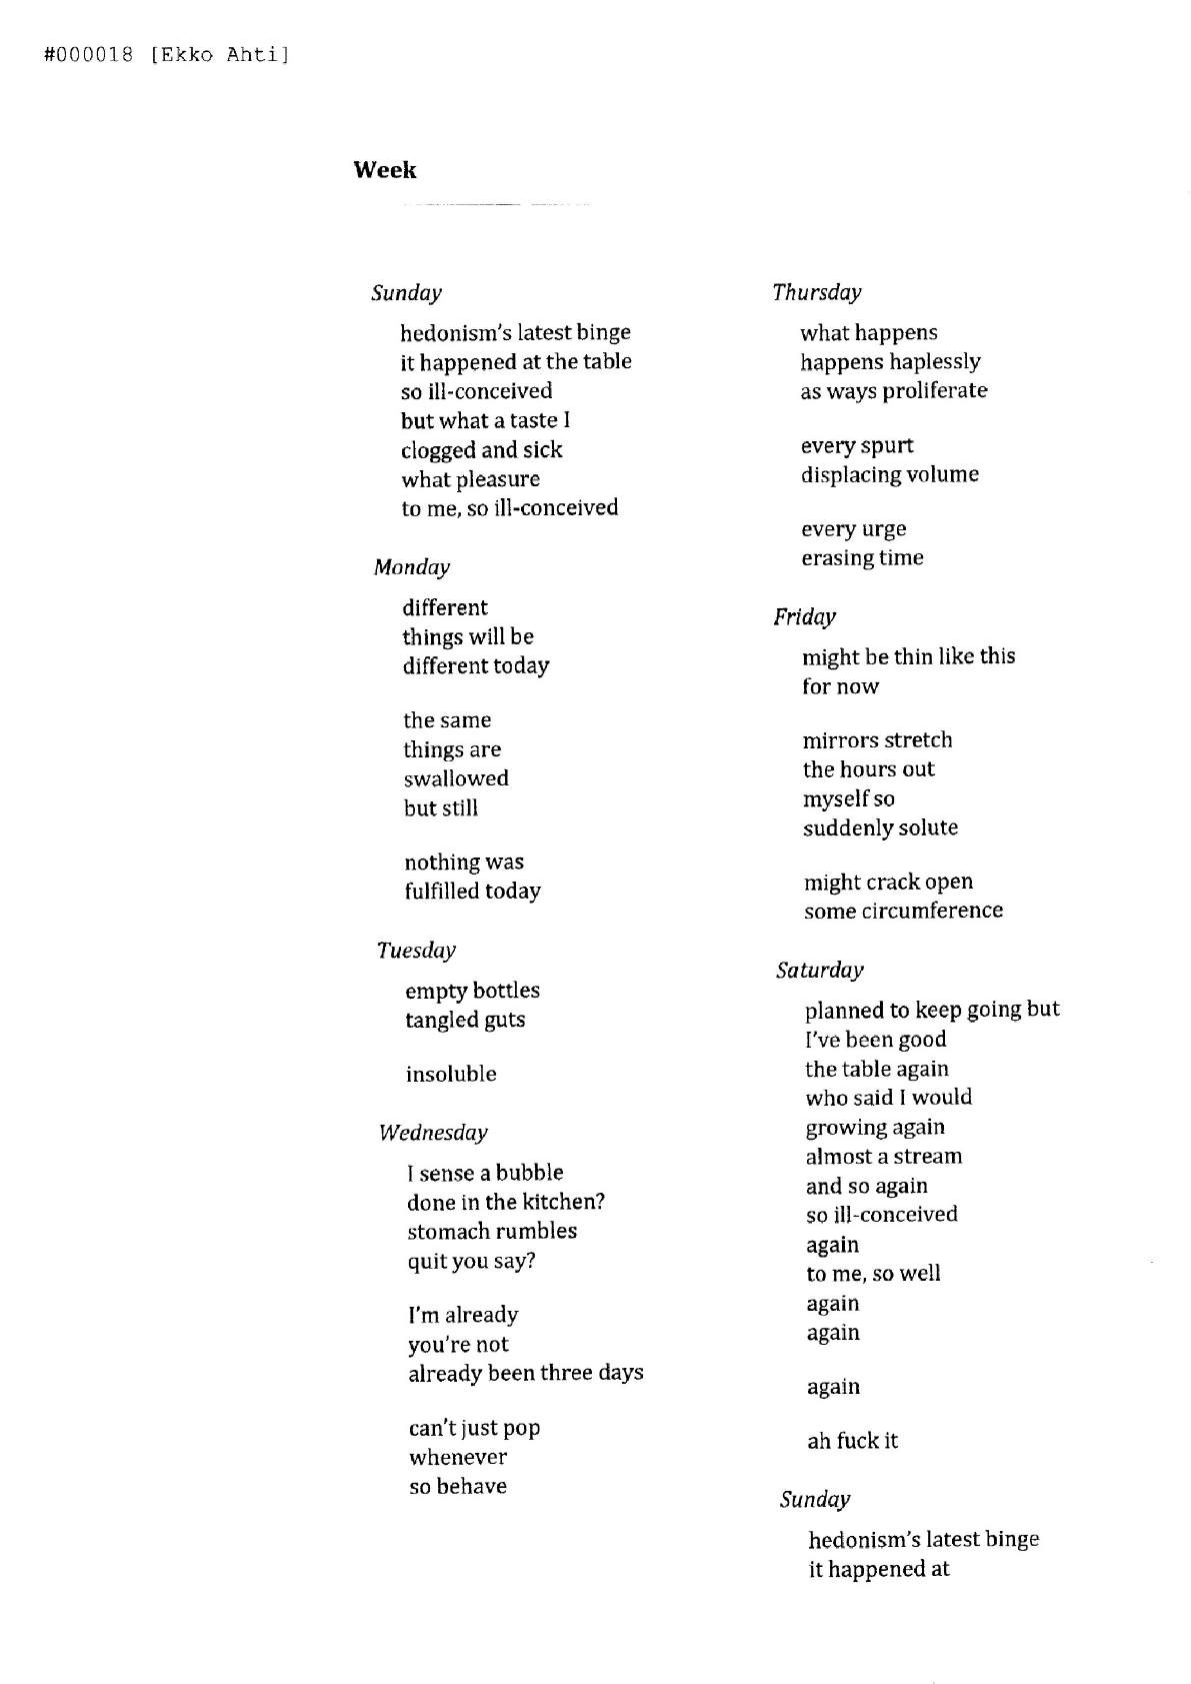 #000018 [Ekko Ahti]
Week
Sunday
hedonism's latest binge
it happened at the table
so ill-conceived
but what a taste I
clogged and sick
what pleasure
to me, so ill-conceived
Monday
different
things will be
different today
the same
things are
swallowed
but still
nothing was
fulfilled today
Tuesday
empty bottles
tangled guts
insoluble
Wednesday
I sense a bubble
done in the kitchen?
stomach rumbles
quit you say?
I'm already
you're not
already been three days
can't just pop
whenever
so behave
Thursday
what happens
happens haplessly
as ways proliferate
every spurt
displacing volume
every urge
erasing time
Friday
might be thin like this
for now
mirrors stretch
the hours out
myself so
suddenly solute
might crack open
some circumference
Saturday
planned to keep going but
I've been good
the table again
who said I would
growing again
almost a stream
and so again
so ill-conceived
again
to me, so well
again
again
again
ah fuck it
Sunday
hedonism's latest binge
it happened at